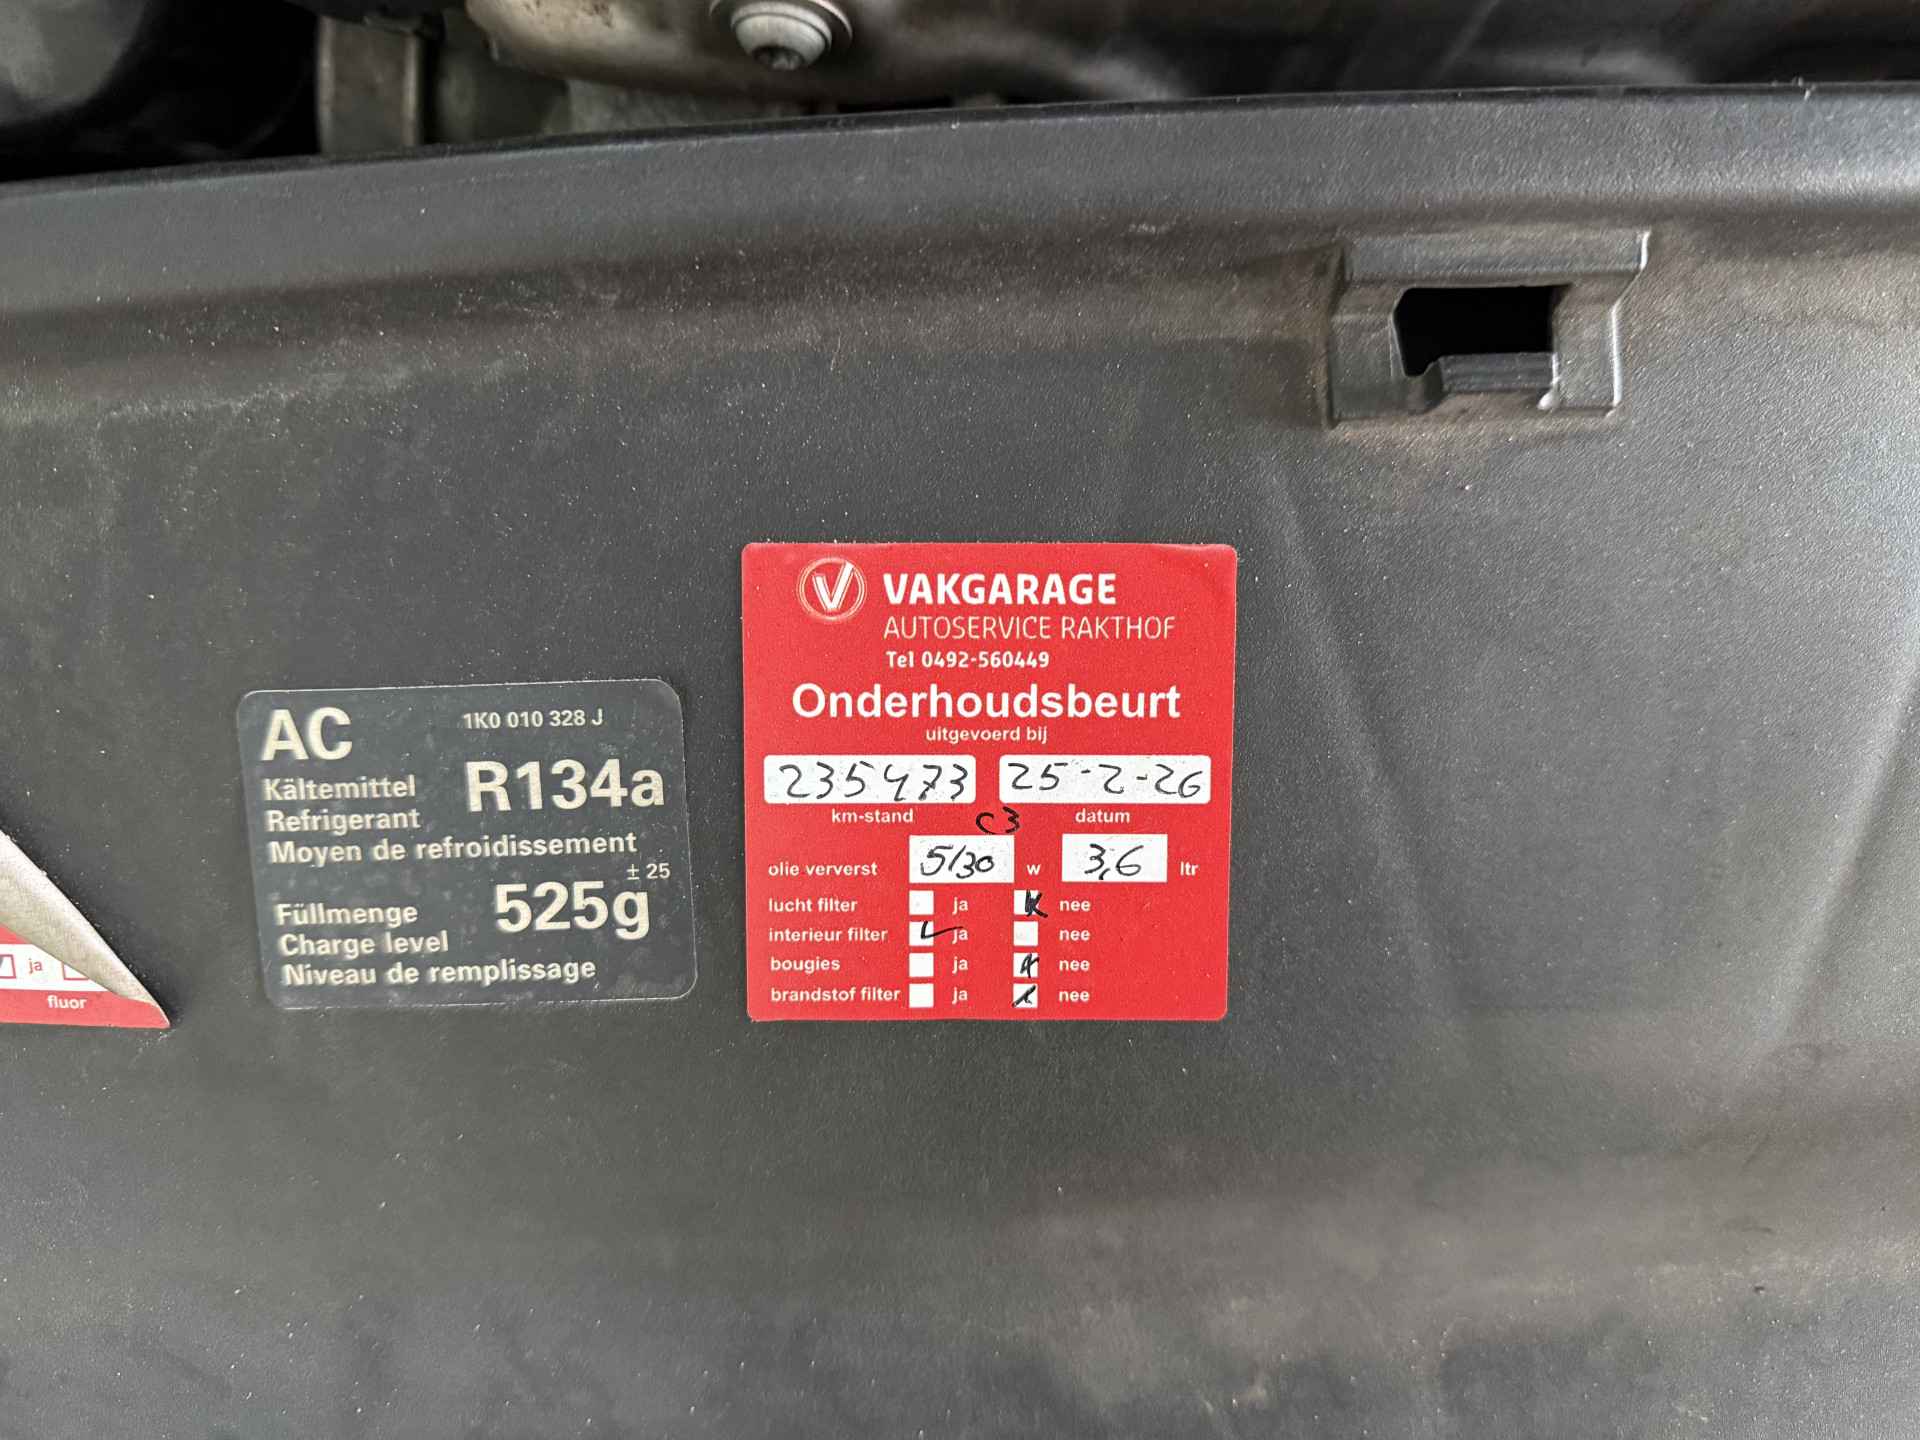 VAKGARAGE
AUTOSERVICE RAKTHOF
Tel 0492-560449
Onderhoudsbeurt
uitgevoerd bij
235473 25-2-26
km-stand C3 datum
olie ververst 5/30 w 3,6 ltr
lucht filter ja nee
interieur filter ja nee
bougies ja nee
brandstof filter ja nee
AC 1K0 010 328 J
Kältemittel R134a
Refrigerant
Moyen de refroidissement
± 25
Füllmenge 525g
Charge level
Niveau de remplissage
ja
fluor